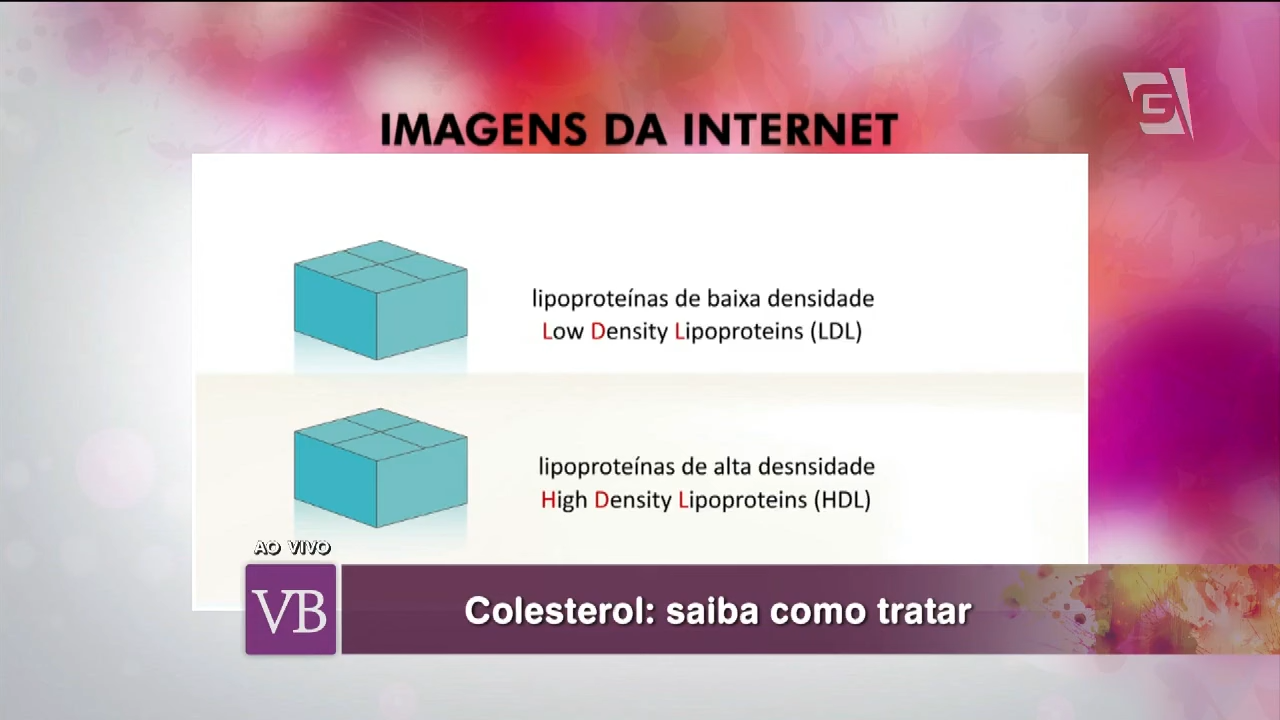 IMAGENS DA INTERNET
lipoproteínas de baixa densidade
Low Density Lipoproteins (LDL)
lipoproteínas de alta desnsidade
High Density Lipoproteins (HDL)
AO VIVO
VB
Colesterol: saiba como tratar